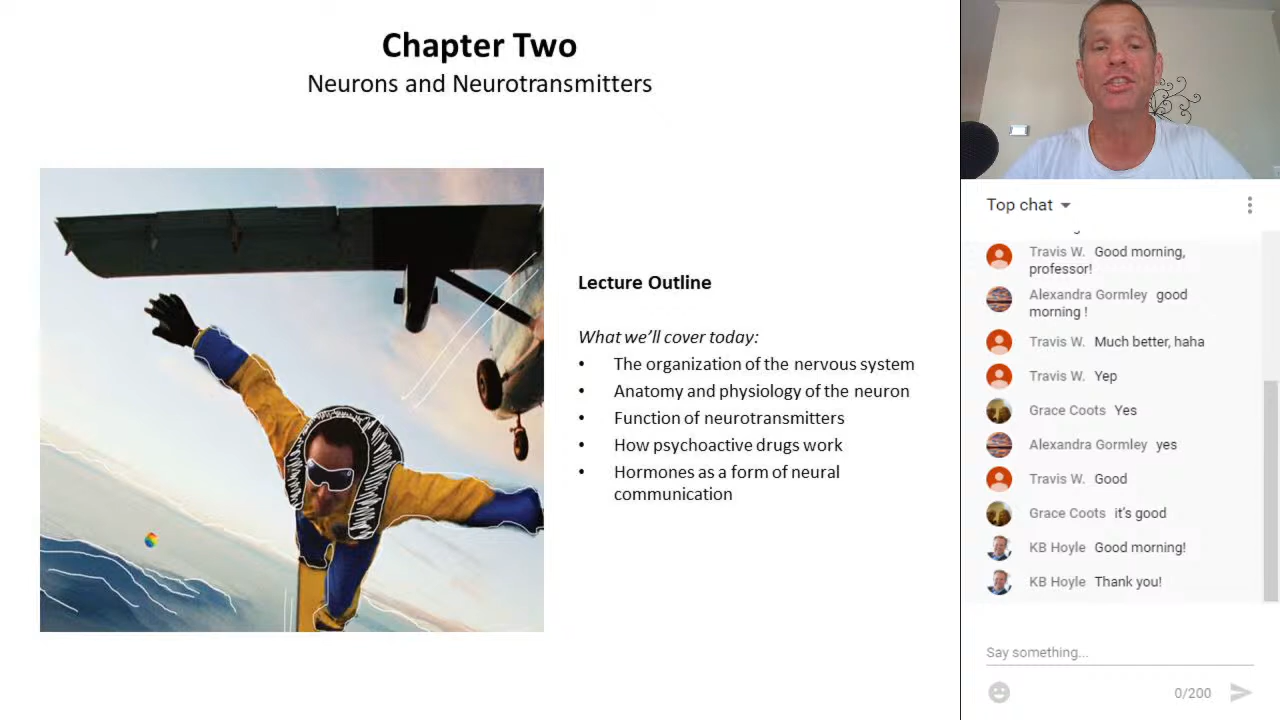 Chapter Two
Neurons and Neurotransmitters
Lecture Outline
What we'll cover today:
• The organization of the nervous system
• Anatomy and physiology of the neuron
• Function of neurotransmitters
• How psychoactive drugs work
• Hormones as a form of neural
communication
Top chat
Travis W. Good morning,
professor!
Alexandra Gormley good
morning !
Travis W. Much better, haha
Travis W. Yep
Grace Coots Yes
Alexandra Gormley yes
Travis W. Good
Grace Coots it's good
KB Hoyle Good morning!
KB Hoyle Thank you!
Say something...
0/200